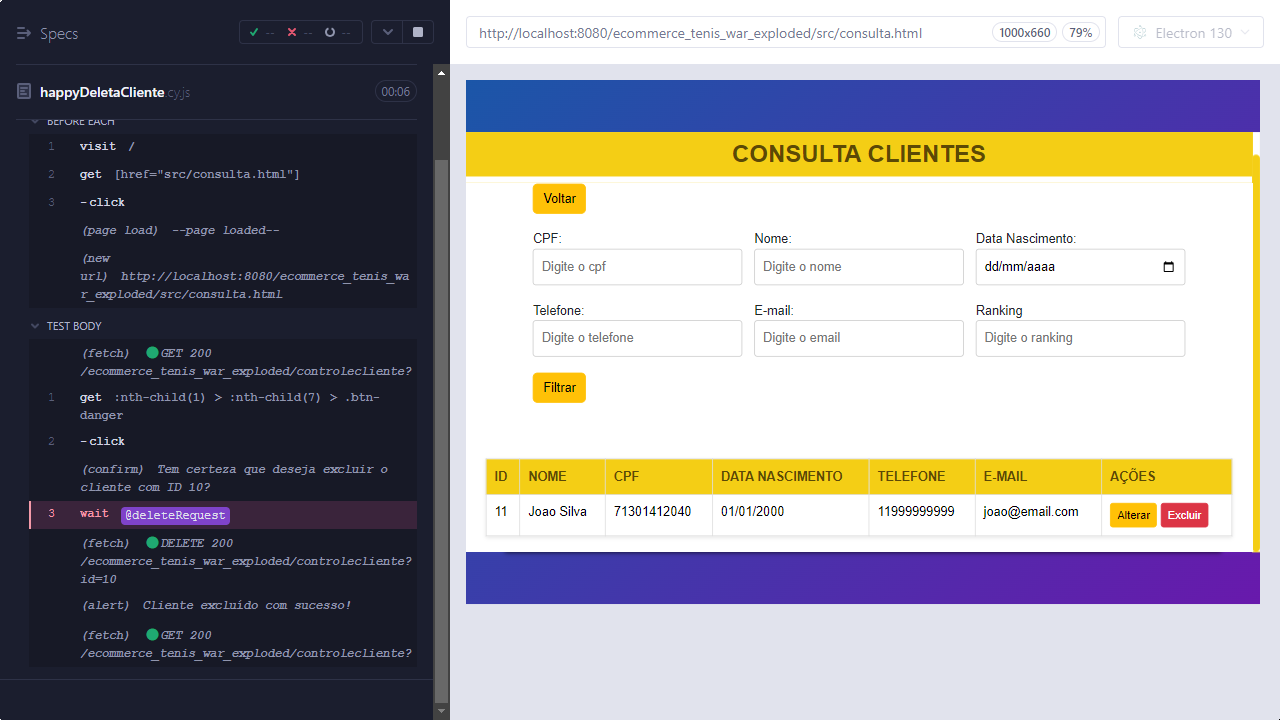 Specs
-- -- --
happyDeletaCliente.cy.js
00:06
BEFORE EACH
1 visit /
2 get [href="src/consulta.html"]
3 -click
(page load) --page loaded--
(new
url) http://localhost:8080/ecommerce_tenis_wa
r_exploded/src/consulta.html
TEST BODY
(fetch) GET 200
/ecommerce_tenis_war_exploded/controlecliente?
1 get :nth-child(1) > :nth-child(7) > .btn-
danger
2 -click
(confirm) Tem certeza que deseja excluir o
cliente com ID 10?
3 wait @deleteRequest
(fetch) DELETE 200
/ecommerce_tenis_war_exploded/controlecliente?
id=10
(alert) Cliente excluído com sucesso!
(fetch) GET 200
/ecommerce_tenis_war_exploded/controlecliente?
http://localhost:8080/ecommerce_tenis_war_exploded/src/consulta.html
1000x660
79%
Electron 130
CONSULTA CLIENTES
Voltar
CPF: Nome: Data Nascimento:
Digite o cpf Digite o nome dd/mm/aaaa
Telefone: E-mail: Ranking
Digite o telefone Digite o email Digite o ranking
Filtrar
ID NOME CPF DATA NASCIMENTO TELEFONE E-MAIL AÇÕES
11 Joao Silva 71301412040 01/01/2000 11999999999 joao@email.com Alterar Excluir